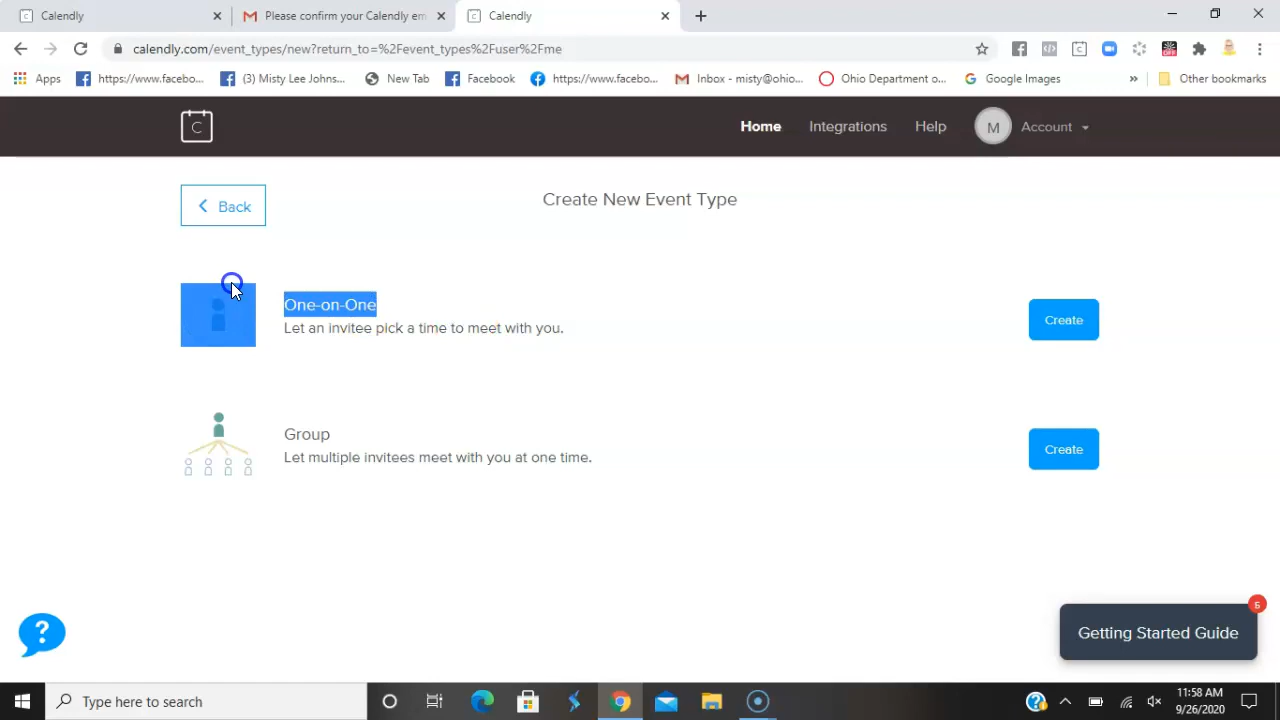 Calendly
Please confirm your Calendly em
Calendly
calendly.com/event_types/new?return_to=%2Fevent_types%2Fuser%2Fme
OFF
Apps
https://www.facebo...
(3) Misty Lee Johns...
New Tab
Facebook
https://www.facebo...
Inbox - misty@ohio...
Ohio Department o...
Google Images
»
Other bookmarks
C
Home
Integrations
Help
M
Account
Back
Create New Event Type
One-on-One
Let an invitee pick a time to meet with you.
Create
Group
Let multiple invitees meet with you at one time.
Create
?
5
Getting Started Guide
Type here to search
11:58 AM
9/26/2020